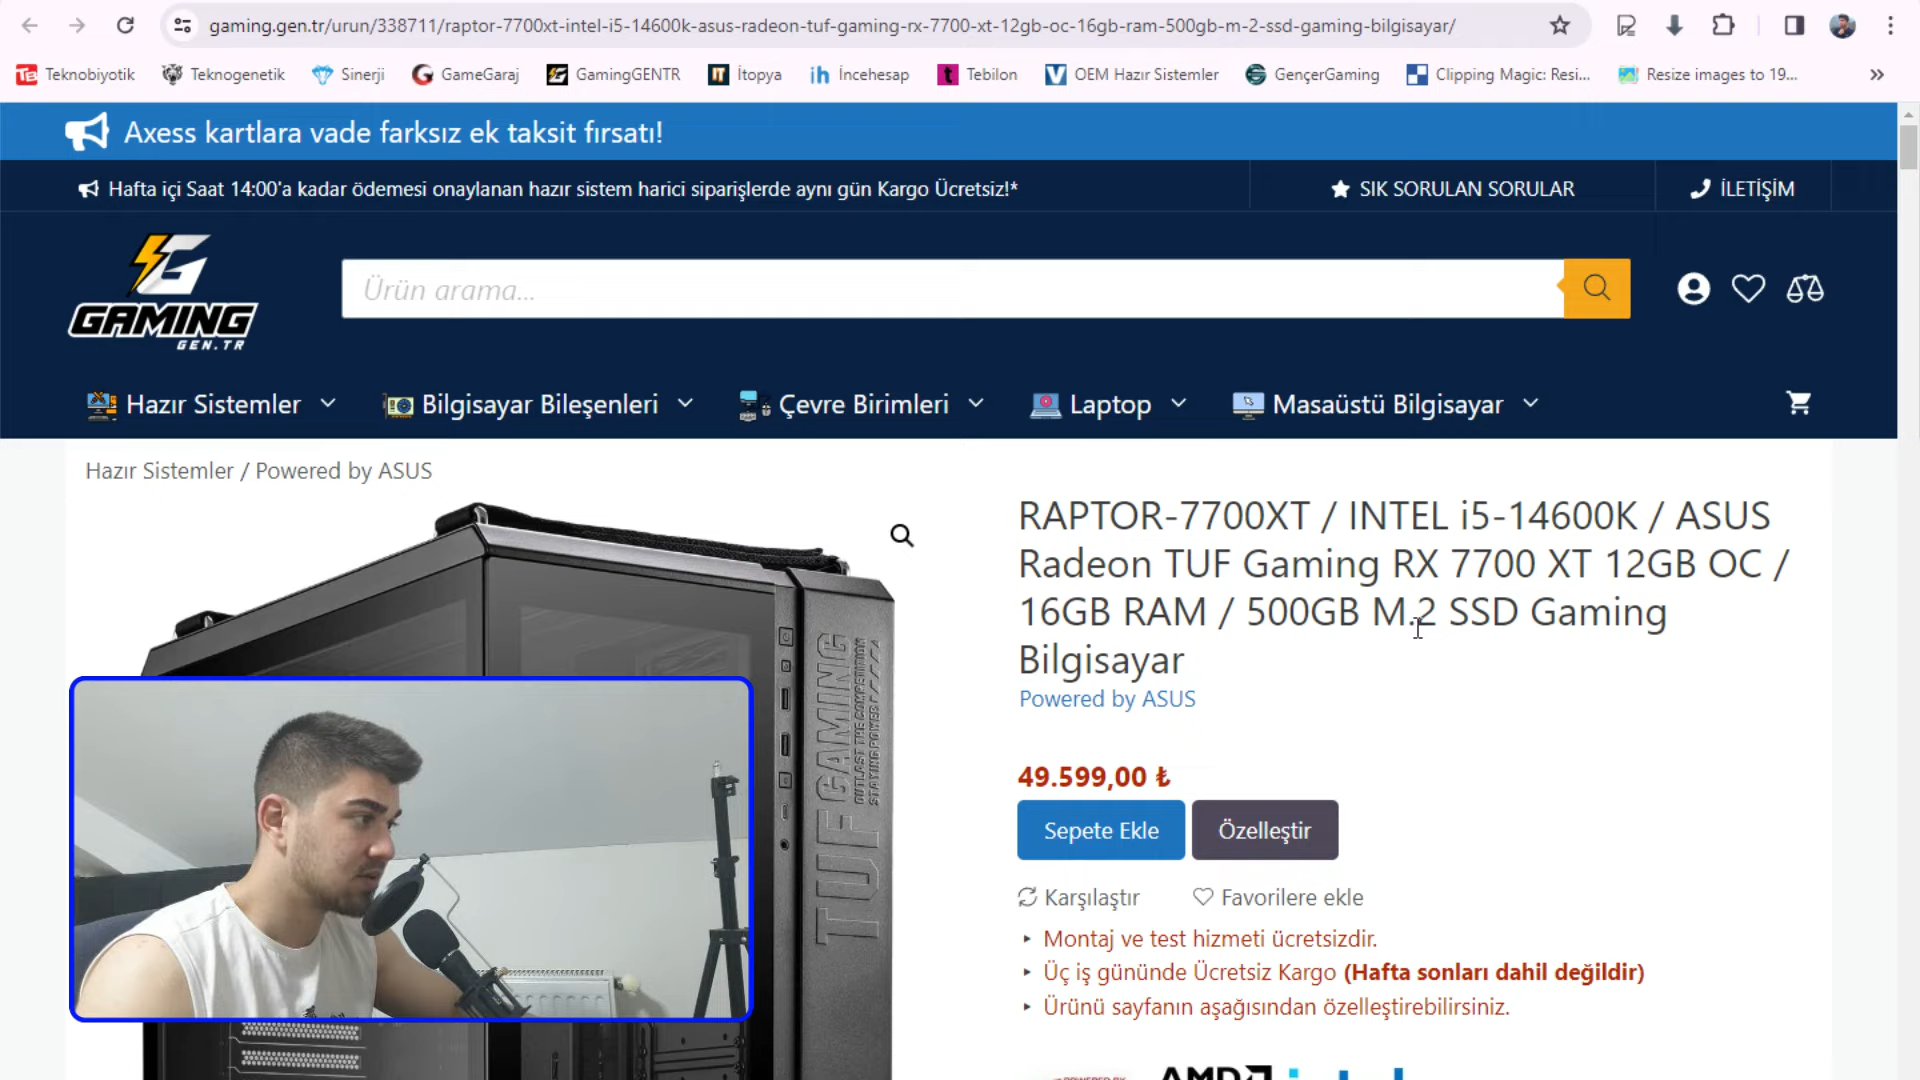 gaming.gen.tr/urun/338711/raptor-7700xt-intel-i5-14600k-asus-radeon-tuf-gaming-rx-7700-xt-12gb-oc-16gb-ram-500gb-m-2-ssd-gaming-bilgisayar/
Teknobiyotik Teknogenetik Sinerji GameGaraj GamingGENTR İtopya İncehesap Tebilon OEM Hazır Sistemler GençerGaming Clipping Magic: Resi... Resize images to 19...
Axess kartlara vade farksız ek taksit fırsatı!
Hafta içi Saat 14:00'a kadar ödemesi onaylanan hazır sistem harici siparişlerde aynı gün Kargo Ücretsiz!* SIK SORULAN SORULAR İLETİŞİM
GAMING
GEN.TR
Ürün arama...
Hazır Sistemler Bilgisayar Bileşenleri Çevre Birimleri Laptop Masaüstü Bilgisayar
Hazır Sistemler / Powered by ASUS
RAPTOR-7700XT / INTEL i5-14600K / ASUS
Radeon TUF Gaming RX 7700 XT 12GB OC /
16GB RAM / 500GB M.2 SSD Gaming
Bilgisayar
Powered by ASUS
49.599,00 ₺
Sepete Ekle Özelleştir
Karşılaştır Favorilere ekle
Montaj ve test hizmeti ücretsizdir.
Üç iş gününde Ücretsiz Kargo (Hafta sonları dahil değildir)
Ürünü sayfanın aşağısından özelleştirebilirsiniz.
TUF GAMING
OUTLAST THE COMPETITION
STAYING POWER
AMD